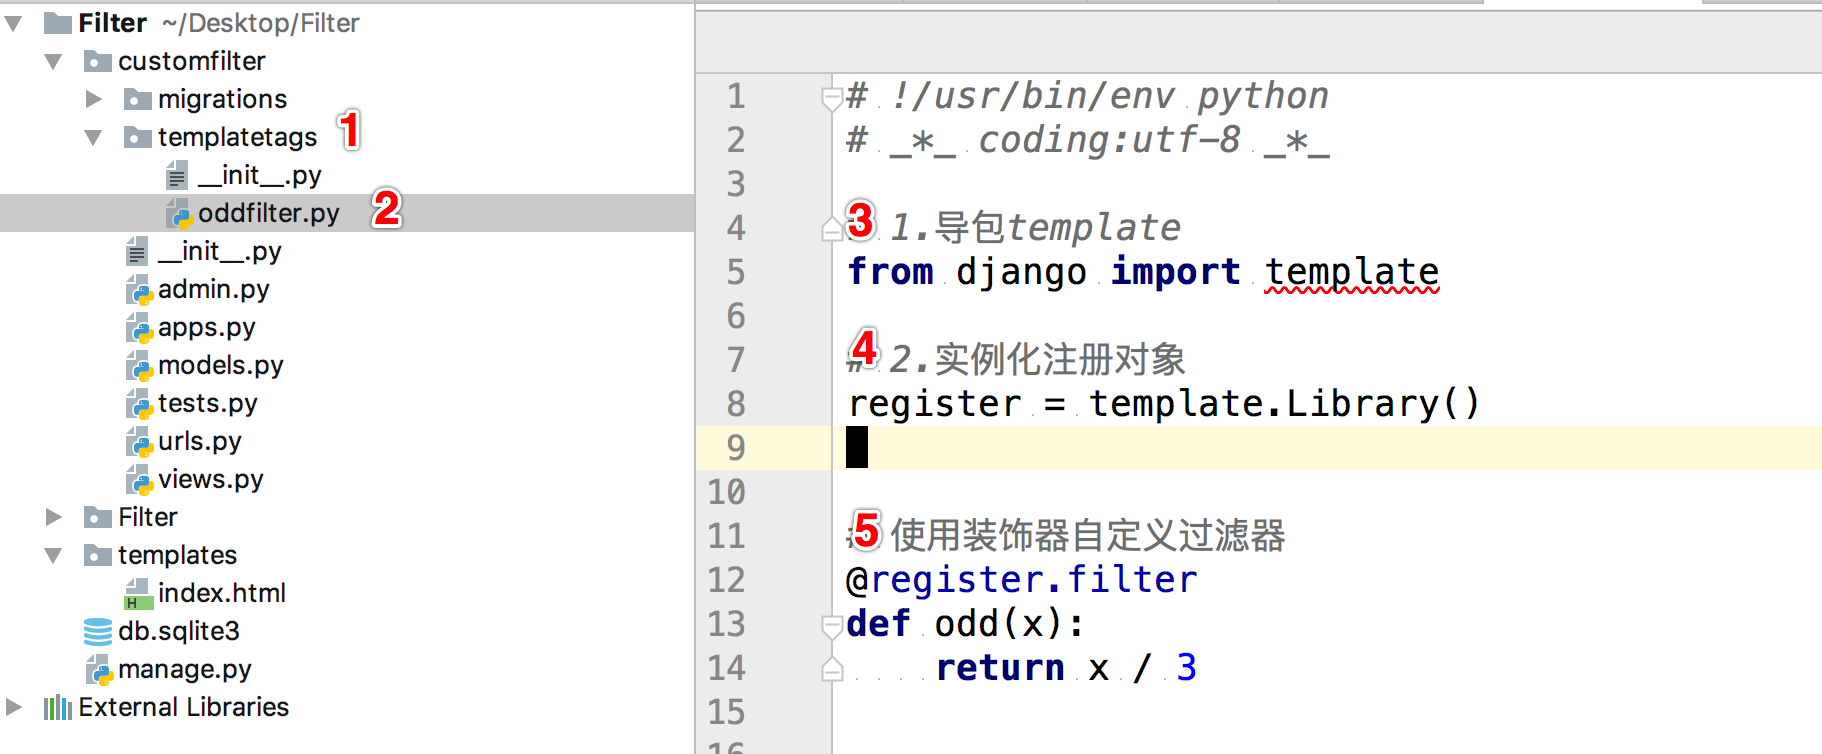 Filter ~/Desktop/Filter
customfilter
migrations
templatetags 1
__init__.py
oddfilter.py 2
__init__.py
admin.py
apps.py
models.py
tests.py
urls.py
views.py
Filter
templates
index.html
db.sqlite3
manage.py
External Libraries
1 # !/usr/bin/env python
2 # _*_ coding:utf-8 _*_
3
4 3 1.导包template
5 from django import template
6
4
7 # 2.实例化注册对象
8 register = template.Library()
9
10
11 # 5 使用装饰器自定义过滤器
12 @register.filter
13 def odd(x):
14 return x / 3
15
16